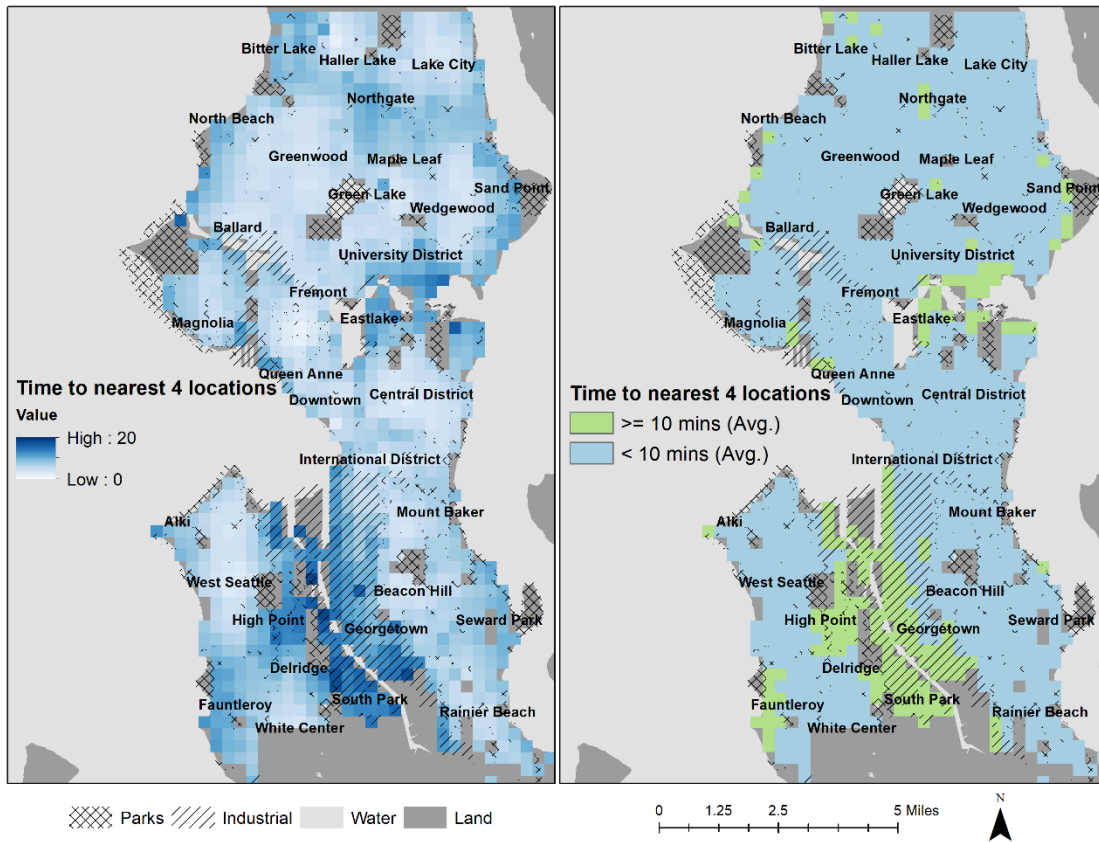 Bitter Lake
Haller Lake
Lake City
Northgate
North Beach
Greenwood
Maple Leaf
Green Lake
Sand Point
Wedgewood
Ballard
University District
Fremont
Eastlake
Magnolia
Queen Anne
Downtown
Central District
International District
Mount Baker
Alki
West Seattle
Beacon Hill
High Point
Georgetown
Seward Park
Delridge
South Park
Fauntleroy
Rainier Beach
White Center
Time to nearest 4 locations
Value
High : 20
Low : 0
Bitter Lake
Haller Lake
Lake City
Northgate
North Beach
Greenwood
Maple Leaf
Green Lake
Sand Point
Wedgewood
Ballard
University District
Fremont
Eastlake
Magnolia
Queen Anne
Downtown
Central District
International District
Mount Baker
Alki
West Seattle
Beacon Hill
High Point
Georgetown
Seward Park
Delridge
South Park
Fauntleroy
Rainier Beach
White Center
Time to nearest 4 locations
>= 10 mins (Avg.)
< 10 mins (Avg.)
Parks Industrial Water Land
0 1.25 2.5 5 Miles
N